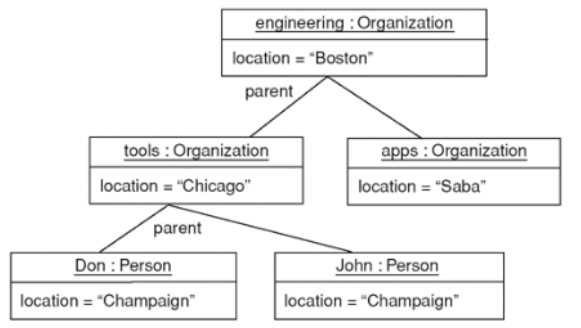 engineering : Organization
location = “Boston”
parent
tools : Organization
location = “Chicago”
apps : Organization
location = “Saba”
parent
Don : Person
location = “Champaign”
John : Person
location = “Champaign”